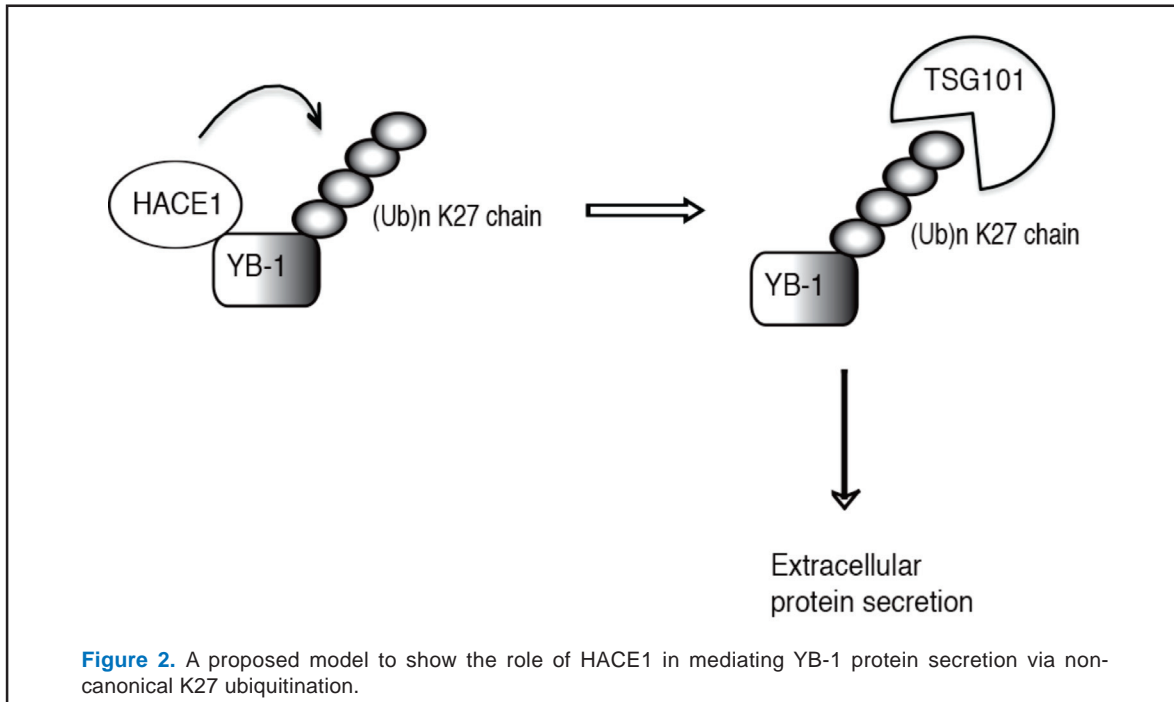 TSG101
HACE1
(Ub)n K27 chain
YB-1
(Ub)n K27 chain
YB-1
Extracellular
protein secretion
Figure 2. A proposed model to show the role of HACE1 in mediating YB-1 protein secretion via non-
canonical K27 ubiquitination.